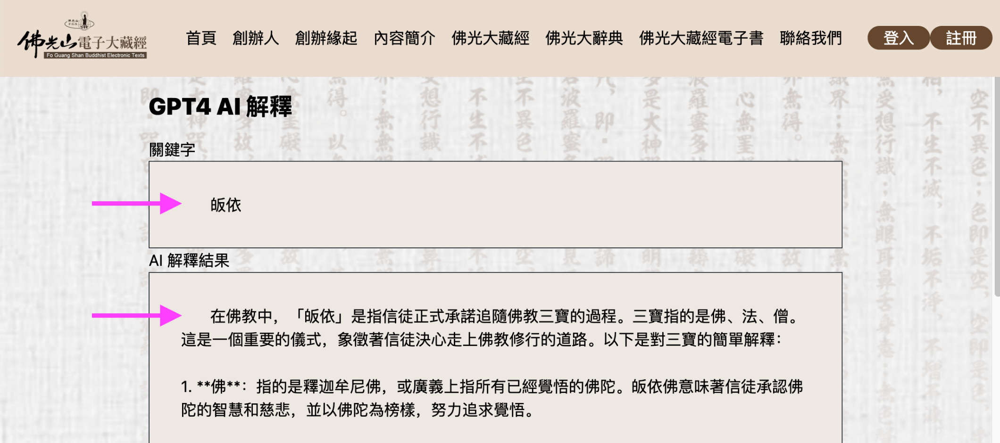 佛光山
F.G.S.
佛光山電子大藏經
Fo Guang Shan Buddhist Electronic Texts
首頁 創辦人 創辦緣起 內容簡介 佛光大藏經 佛光大辭典 佛光大藏經電子書 聯絡我們 登入 註冊
GPT4 AI 解釋
關鍵字
皈依
AI 解釋結果
在佛教中，「皈依」是指信徒正式承諾追隨佛教三寶的過程。三寶指的是佛、法、僧。
這是一個重要的儀式，象徵著信徒決心走上佛教修行的道路。以下是對三寶的簡單解釋：
1. **佛**：指的是釋迦牟尼佛，或廣義上指所有已經覺悟的佛陀。皈依佛意味著信徒承認佛
陀的智慧和慈悲，並以佛陀為榜樣，努力追求覺悟。